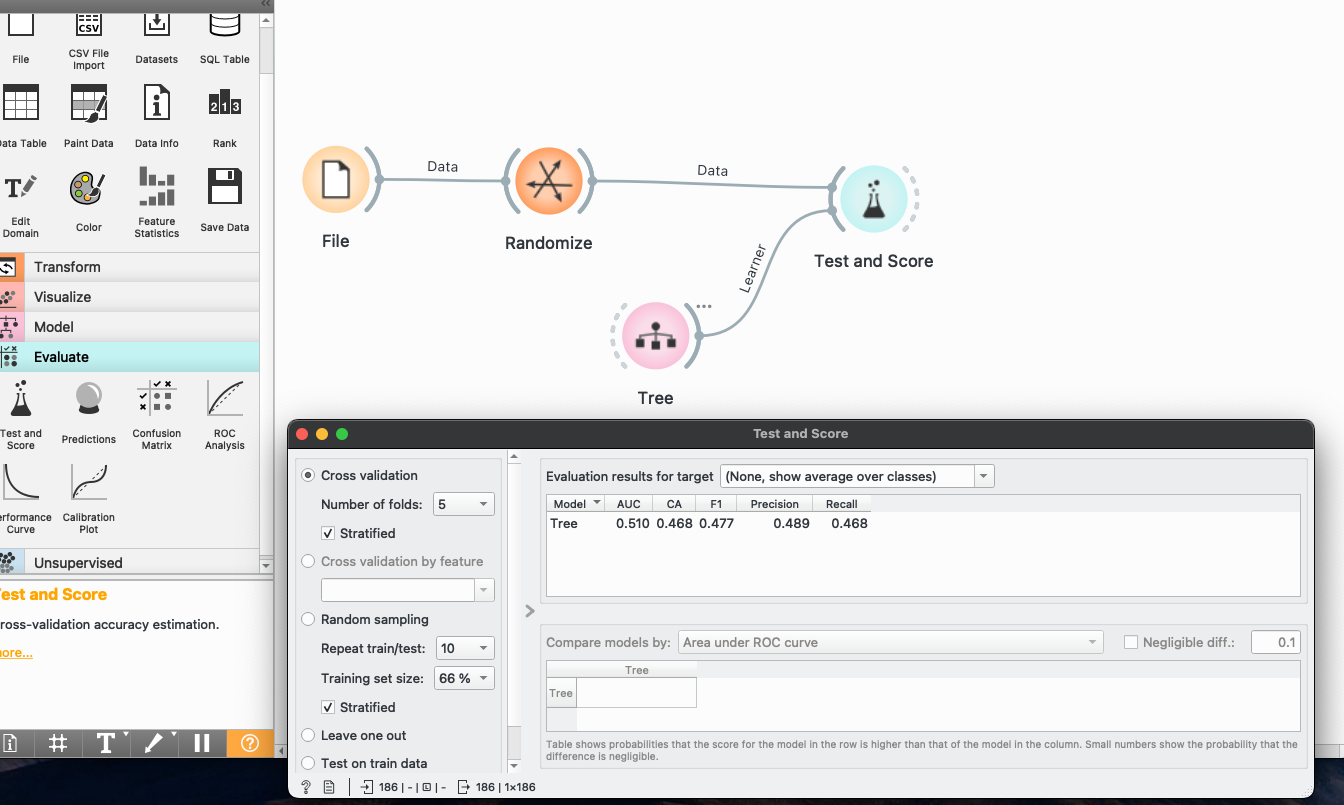 File
CSV File
Import
Datasets
SQL Table
ata Table
Paint Data
Data Info
Rank
Edit
Domain
Color
Feature
Statistics
Save Data
Transform
Visualize
Model
Evaluate
Test and
Score
Predictions
Confusion
Matrix
ROC
Analysis
erformance
Curve
Calibration
Plot
Unsupervised
est and Score
ross-validation accuracy estimation.
ore...
File
Data
Randomize
Data
Test and Score
Learner
Tree
Test and Score
Cross validation
Number of folds: 5
Stratified
Cross validation by feature
Random sampling
Repeat train/test: 10
Training set size: 66 %
Stratified
Leave one out
Test on train data
Evaluation results for target (None, show average over classes)
Model AUC CA F1 Precision Recall
Tree 0.510 0.468 0.477 0.489 0.468
Compare models by: Area under ROC curve Negligible diff.: 0.1
Tree
Tree
Table shows probabilities that the score for the model in the row is higher than that of the model in the column. Small numbers show the probability that the
difference is negligible.
? 186 | - | - 186 | 1×186